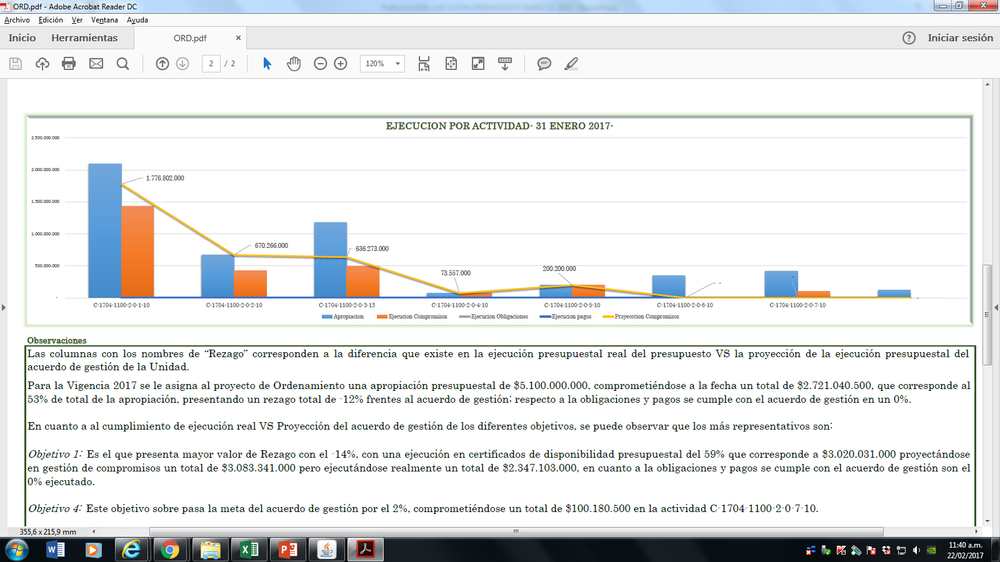 ORD.pdf - Adobe Acrobat Reader DC
Archivo Edición Ver Ventana Ayuda
Inicio Herramientas ORD.pdf × ? Iniciar sesión
2 / 2 120%
EJECUCION POR ACTIVIDAD- 31 ENERO 2017-
2.500.000.000
2.000.000.000
1.500.000.000
1.000.000.000
500.000.000
-
1.776.802.000
670.266.000
636.273.000
73.557.000
200.200.000
-
-
-
C-1704-1100-2-0-1-10 C-1704-1100-2-0-2-10 C-1704-1100-2-0-3-13 C-1704-1100-2-0-4-10 C-1704-1100-2-0-5-10 C-1704-1100-2-0-6-10 C-1704-1100-2-0-7-10
Apropiacion Ejecucion Compromisos Ejecucion Obligaciones Ejecucion pagos Proyecccion Compromisos
Observaciones
Las columnas con los nombres de “Rezago” corresponden a la diferencia que existe en la ejecución presupuestal real del presupuesto VS la proyección de la ejecución presupuestal del
acuerdo de gestión de la Unidad.
Para la Vigencia 2017 se le asigna al proyecto de Ordenamiento una apropiación presupuestal de $5.100.000.000, comprometiéndose a la fecha un total de $2.721.040.500, que corresponde al
53% de total de la apropiación, presentando un rezago total de -12% frentes al acuerdo de gestión; respecto a la obligaciones y pagos se cumple con el acuerdo de gestión en un 0%.
En cuanto a al cumplimiento de ejecución real VS Proyección del acuerdo de gestión de los diferentes objetivos, se puede observar que los más representativos son:
Objetivo 1: Es el que presenta mayor valor de Rezago con el -14%, con una ejecución en certificados de disponibilidad presupuestal del 59% que corresponde a $3.020.031.000 proyectándose
en gestión de compromisos un total de $3.083.341.000 pero ejecutándose realmente un total de $2.347.103.000, en cuanto a la obligaciones y pagos se cumple con el acuerdo de gestión son el
0% ejecutado.
Objetivo 4: Este objetivo sobre pasa la meta del acuerdo de gestión por el 2%, comprometiéndose un total de $100.180.500 en la actividad C-1704-1100-2-0-7-10.
355,6 x 215,9 mm
11:40 a.m.
22/02/2017